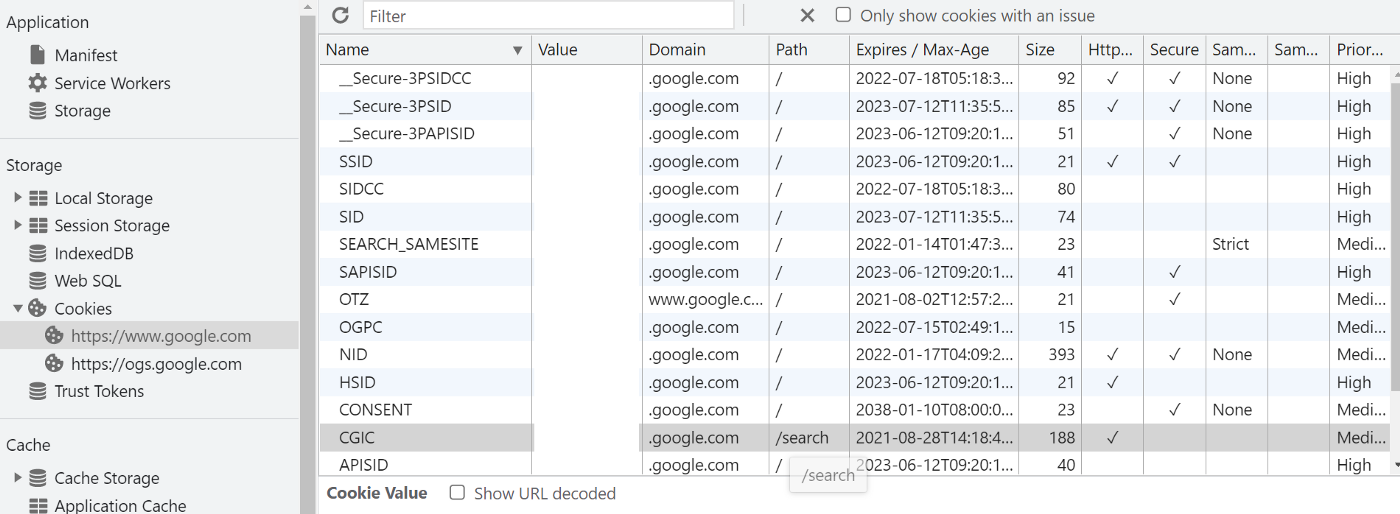 Application
Manifest
Service Workers
Storage
Storage
Local Storage
Session Storage
IndexedDB
Web SQL
Cookies
https://www.google.com
https://ogs.google.com
Trust Tokens
Cache
Cache Storage
Application Cache
Filter
Only show cookies with an issue
Name Value Domain Path Expires / Max-Age Size Http... Secure Sam... Sam... Prior...
__Secure-3PSIDCC .google.com / 2022-07-18T05:18:3... 92 ✓ ✓ None High
__Secure-3PSID .google.com / 2023-07-12T11:35:5... 85 ✓ ✓ None High
__Secure-3PAPISID .google.com / 2023-06-12T09:20:1... 51 ✓ None High
SSID .google.com / 2023-06-12T09:20:1... 21 ✓ ✓ High
SIDCC .google.com / 2022-07-18T05:18:3... 80 High
SID .google.com / 2023-07-12T11:35:5... 74 High
SEARCH_SAMESITE .google.com / 2022-01-14T01:47:3... 23 Strict Medi...
SAPISID .google.com / 2023-06-12T09:20:1... 41 ✓ High
OTZ www.google.c... / 2021-08-02T12:57:2... 21 ✓ Medi...
OGPC .google.com / 2022-07-15T02:49:1... 15 Medi...
NID .google.com / 2022-01-17T04:09:2... 393 ✓ ✓ None Medi...
HSID .google.com / 2023-06-12T09:20:1... 21 ✓ High
CONSENT .google.com / 2038-01-10T08:00:0... 23 ✓ None Medi...
CGIC .google.com /search 2021-08-28T14:18:4... 188 ✓ Medi...
APISID .google.com / 2023-06-12T09:20:1... 40 High
/search
Cookie Value Show URL decoded